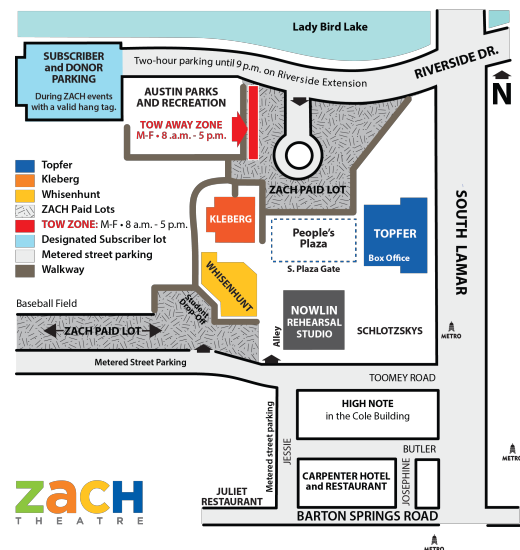 Lady Bird Lake
SUBSCRIBER
and DONOR
PARKING
During ZACH events
with a valid hang tag.
Two-hour parking until 9 p.m. on Riverside Extension
RIVERSIDE DR.
N
AUSTIN PARKS
AND RECREATION
TOW AWAY ZONE
M-F • 8 .a.m. - 5 p.m.
ZACH PAID LOT
Topfer
Kleberg
Whisenhunt
ZACH Paid Lots
TOW ZONE: M-F • 8 a.m. - 5 p.m.
Designated Subscriber lot
Metered street parking
Walkway
KLEBERG
People's
Plaza
S. Plaza Gate
TOPFER
Box Office
SOUTH LAMAR
WHISENHUNT
Student
Drop-Off
NOWLIN
REHEARSAL
STUDIO
Alley
SCHLOTZSKYS
METRO
Baseball Field
ZACH PAID LOT
Metered Street Parking
TOOMEY ROAD
HIGH NOTE
in the Cole Building
Metered street parking
JESSIE
BUTLER
METRO
CARPENTER HOTEL
and RESTAURANT
JOSEPHINE
JULIET
RESTAURANT
BARTON SPRINGS ROAD
METRO
ZACH
THEATRE